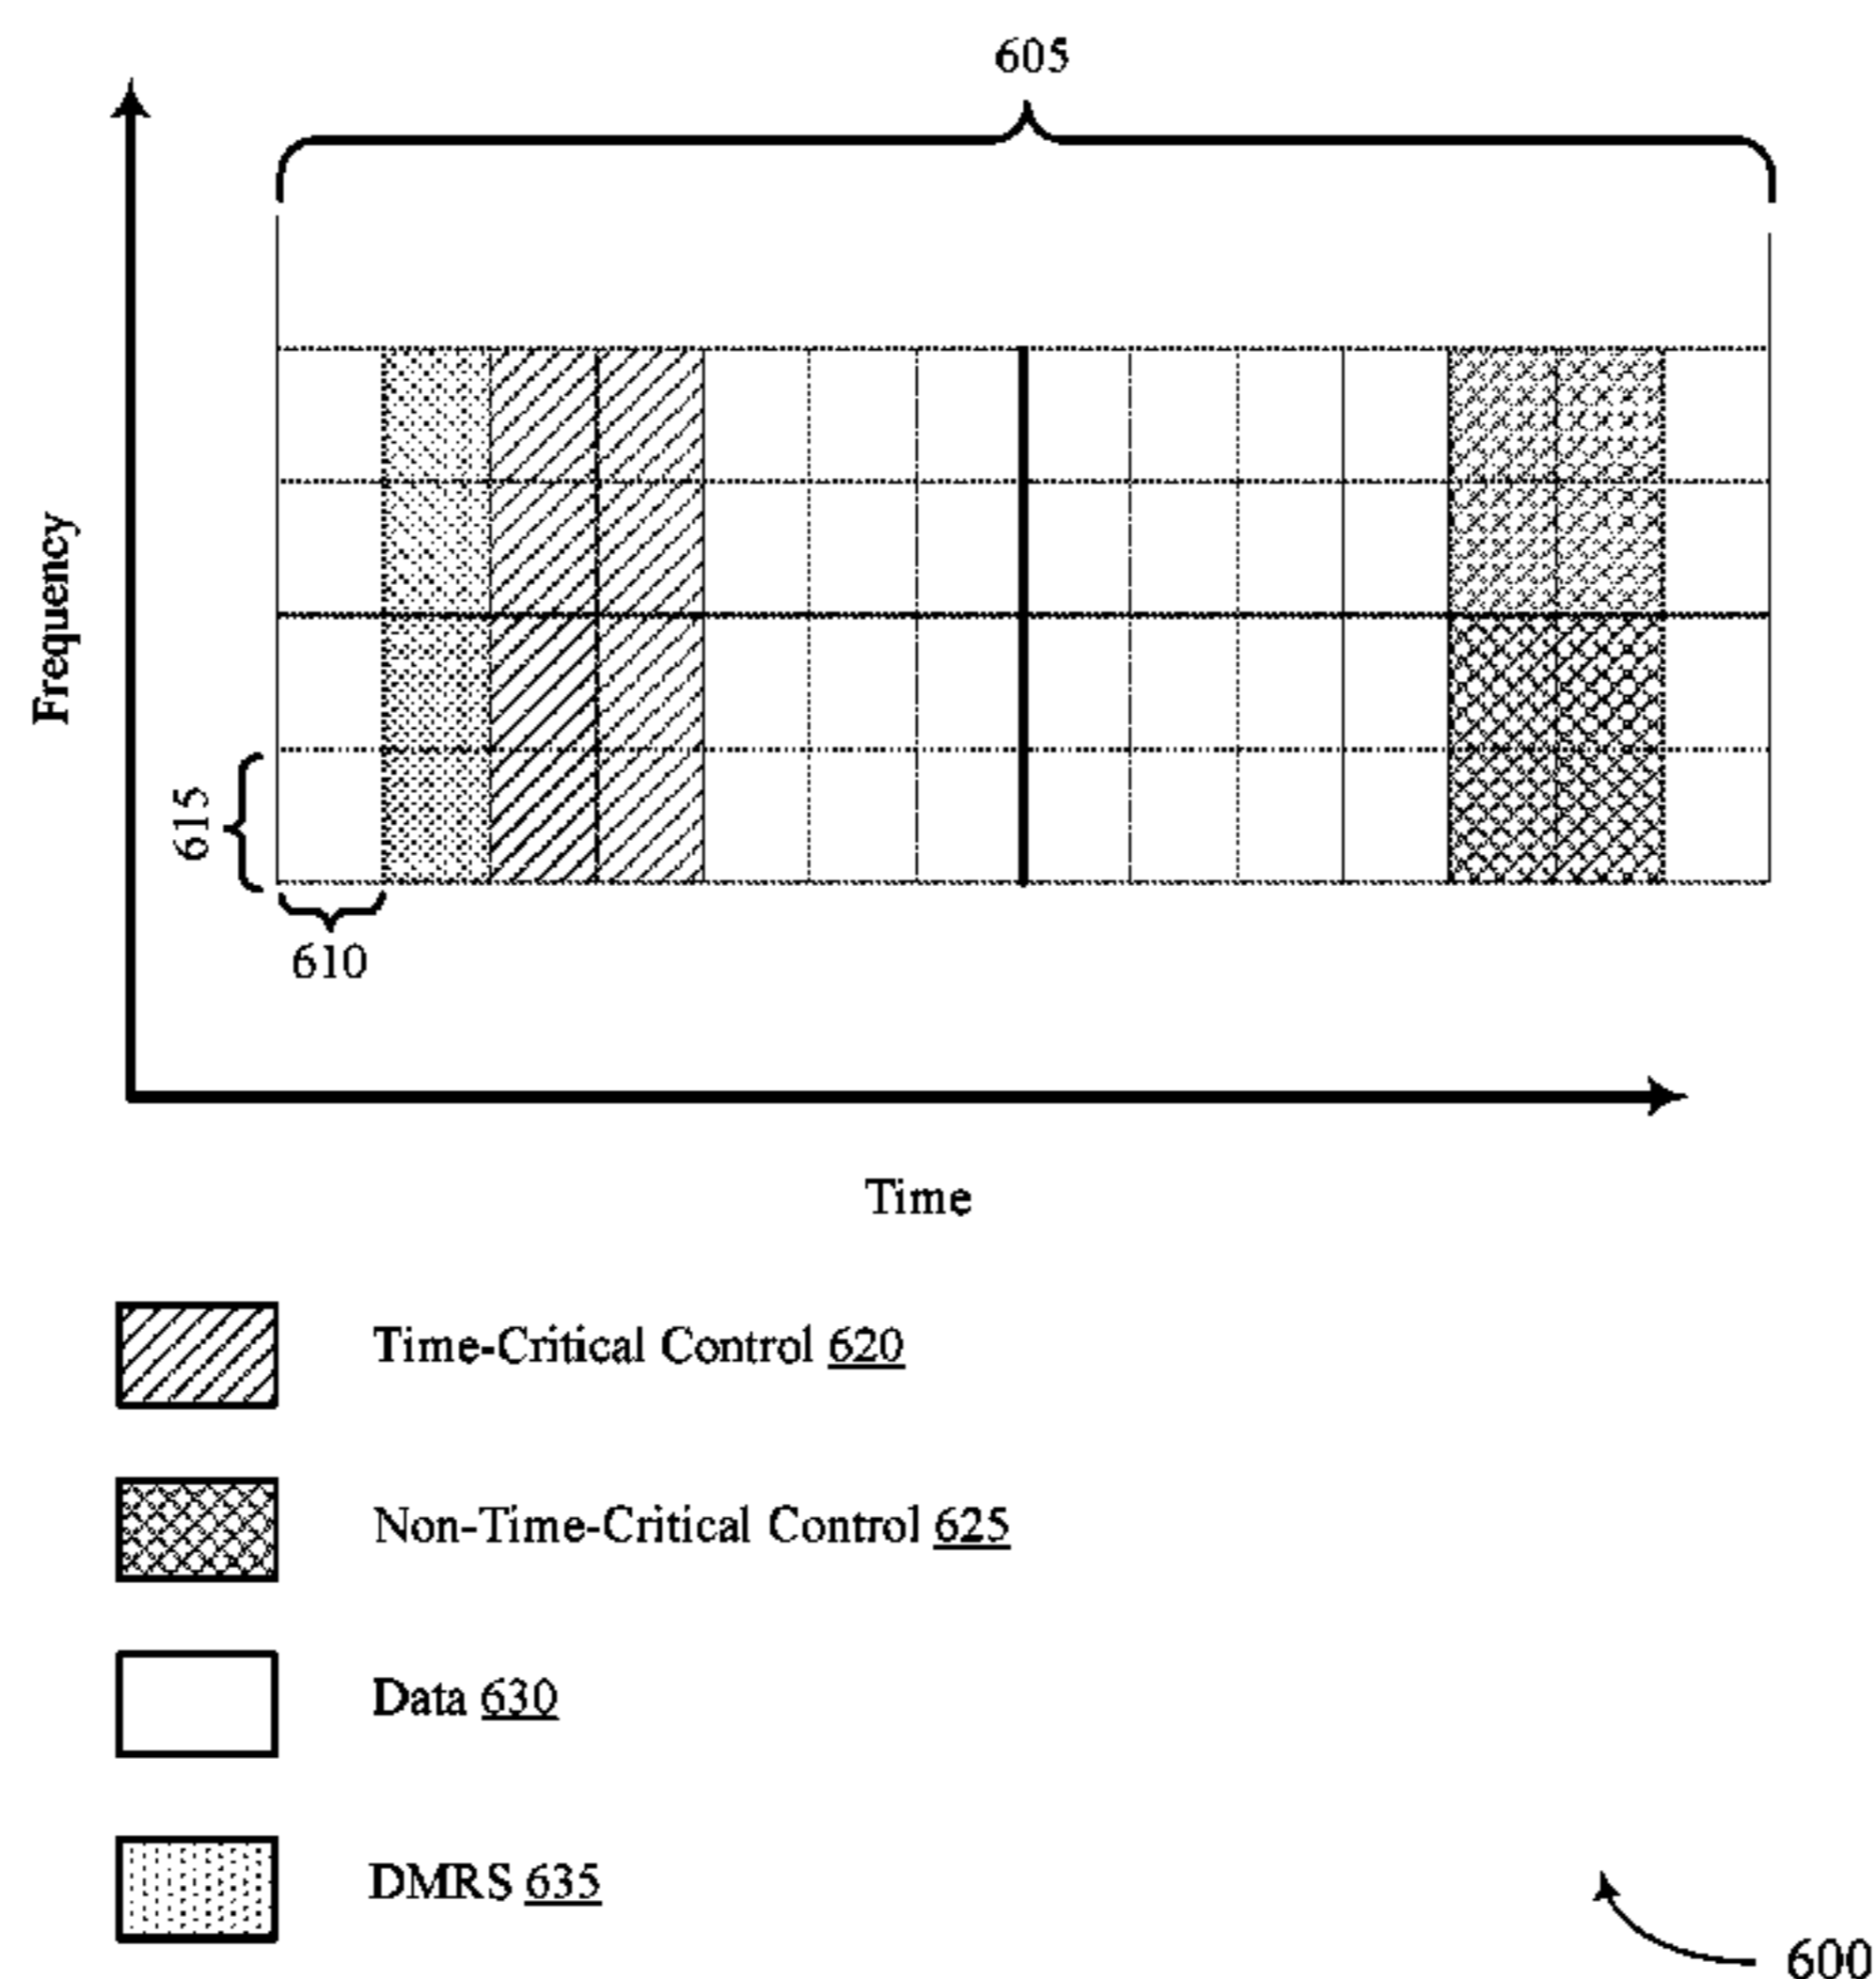 605
Frequency
615
610
Time
Time-Critical Control 620
Non-Time-Critical Control 625
Data 630
DMRS 635
600